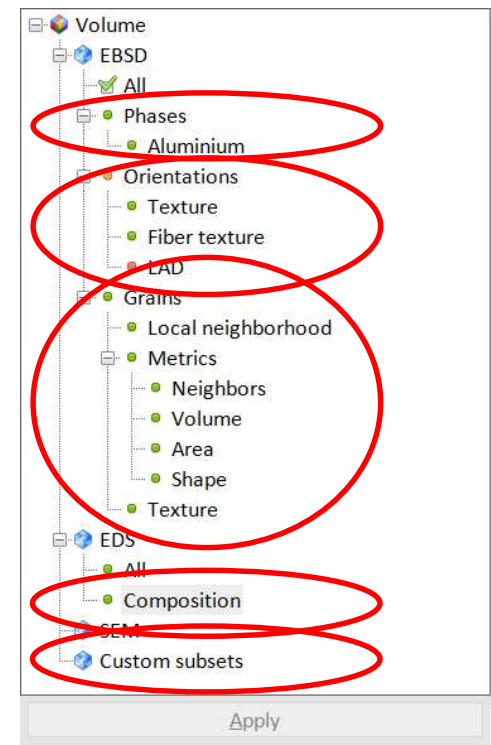 Volume
EBSD
All
Phases
Aluminium
Orientations
Texture
Fiber texture
LAD
Grains
Local neighborhood
Metrics
Neighbors
Volume
Area
Shape
Texture
EDS
All
Composition
SEM
Custom subsets
Apply